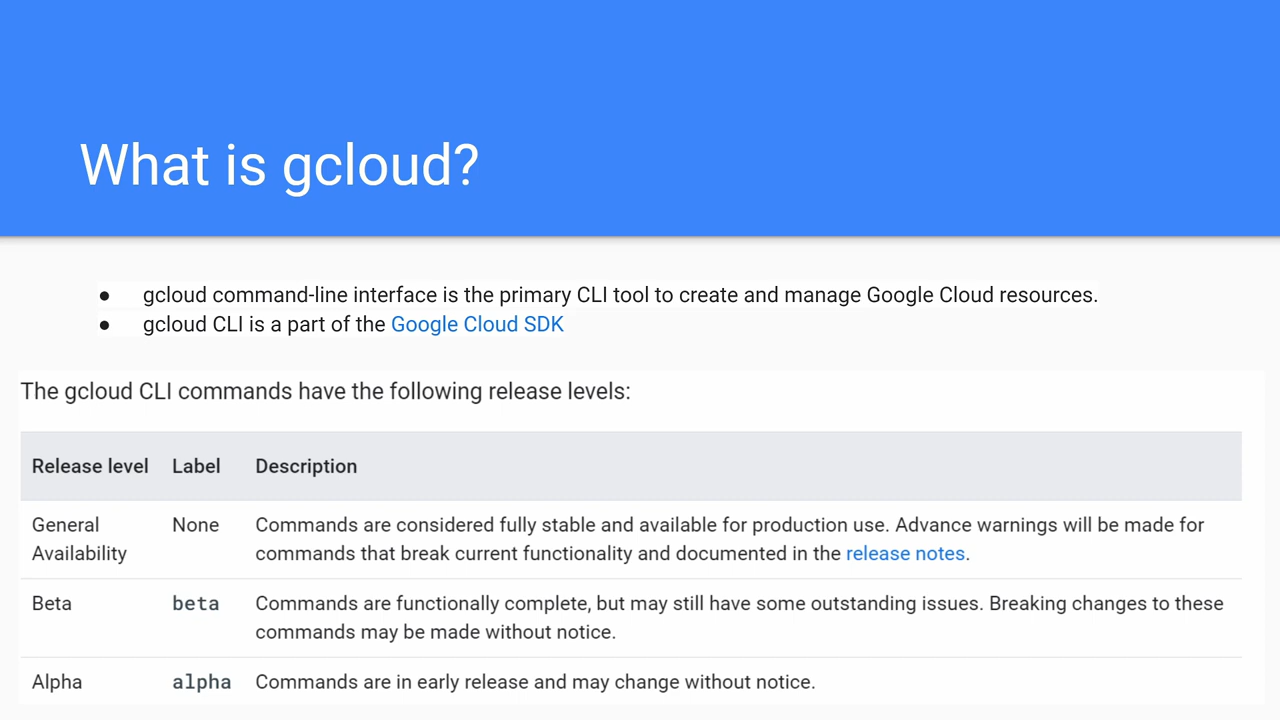 What is gcloud?
● gcloud command-line interface is the primary CLI tool to create and manage Google Cloud resources.
● gcloud CLI is a part of the Google Cloud SDK
The gcloud CLI commands have the following release levels:
Release level Label Description
General Availability None Commands are considered fully stable and available for production use. Advance warnings will be made for
commands that break current functionality and documented in the release notes.
Beta beta Commands are functionally complete, but may still have some outstanding issues. Breaking changes to these
commands may be made without notice.
Alpha alpha Commands are in early release and may change without notice.